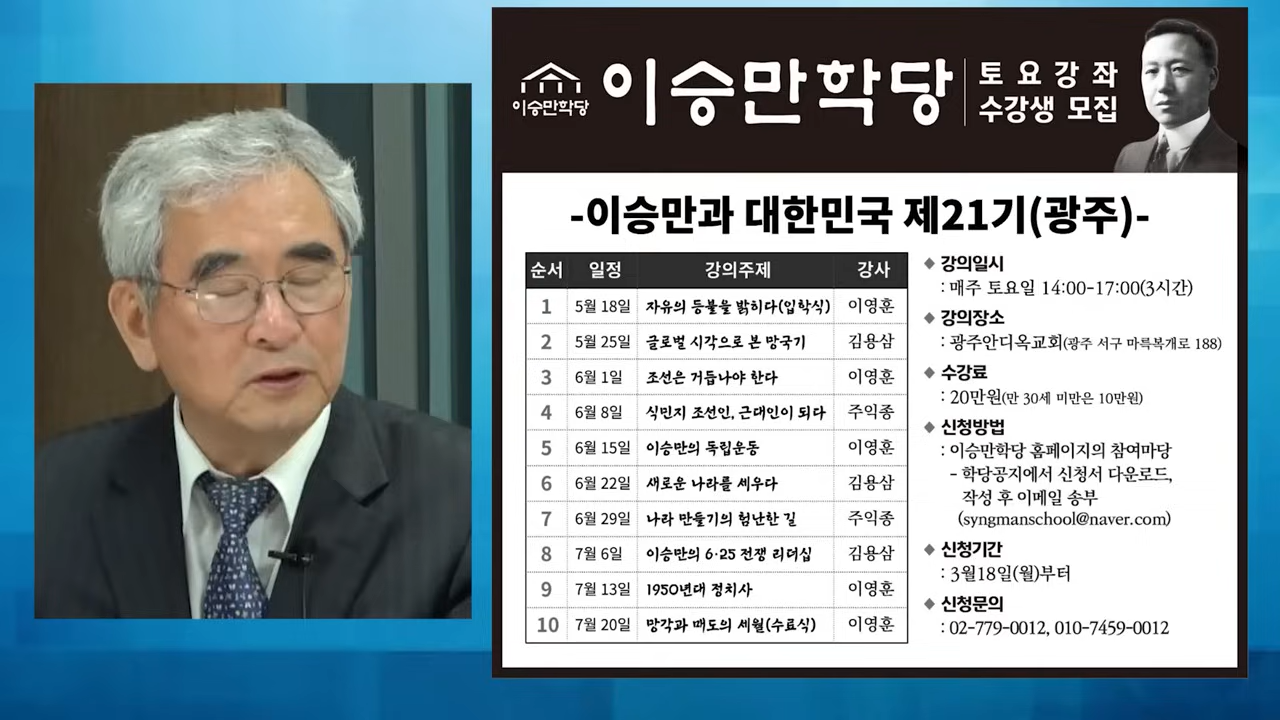 이승만학당
이승만학당
토요강좌
수강생 모집
-이승만과 대한민국 제21기(광주)-
순서 일정 강의주제 강사
1 5월 18일 자유의 등불을 밝히다(입학식) 이영훈
2 5월 25일 글로벌 시각으로 본 망국기 김용삼
3 6월 1일 조선은 거듭나야 한다 이영훈
4 6월 8일 식민지 조선인, 근대인이 되다 주익종
5 6월 15일 이승만의 독립운동 이영훈
6 6월 22일 새로운 나라를 세우다 김용삼
7 6월 29일 나라 만들기의 험난한 길 주익종
8 7월 6일 이승만의 6·25 전쟁 리더십 김용삼
9 7월 13일 1950년대 정치사 이영훈
10 7월 20일 망각과 매도의 세월(수료식) 이영훈
◆ 강의일시
: 매주 토요일 14:00-17:00(3시간)
◆ 강의장소
: 광주안디옥교회(광주 서구 마륵복개로 188)
◆ 수강료
: 20만원(만 30세 미만은 10만원)
◆ 신청방법
: 이승만학당 홈페이지의 참여마당
- 학당공지에서 신청서 다운로드,
작성 후 이메일 송부
(syngmanschool@naver.com)
◆ 신청기간
: 3월18일(월)부터
◆ 신청문의
: 02-779-0012, 010-7459-0012